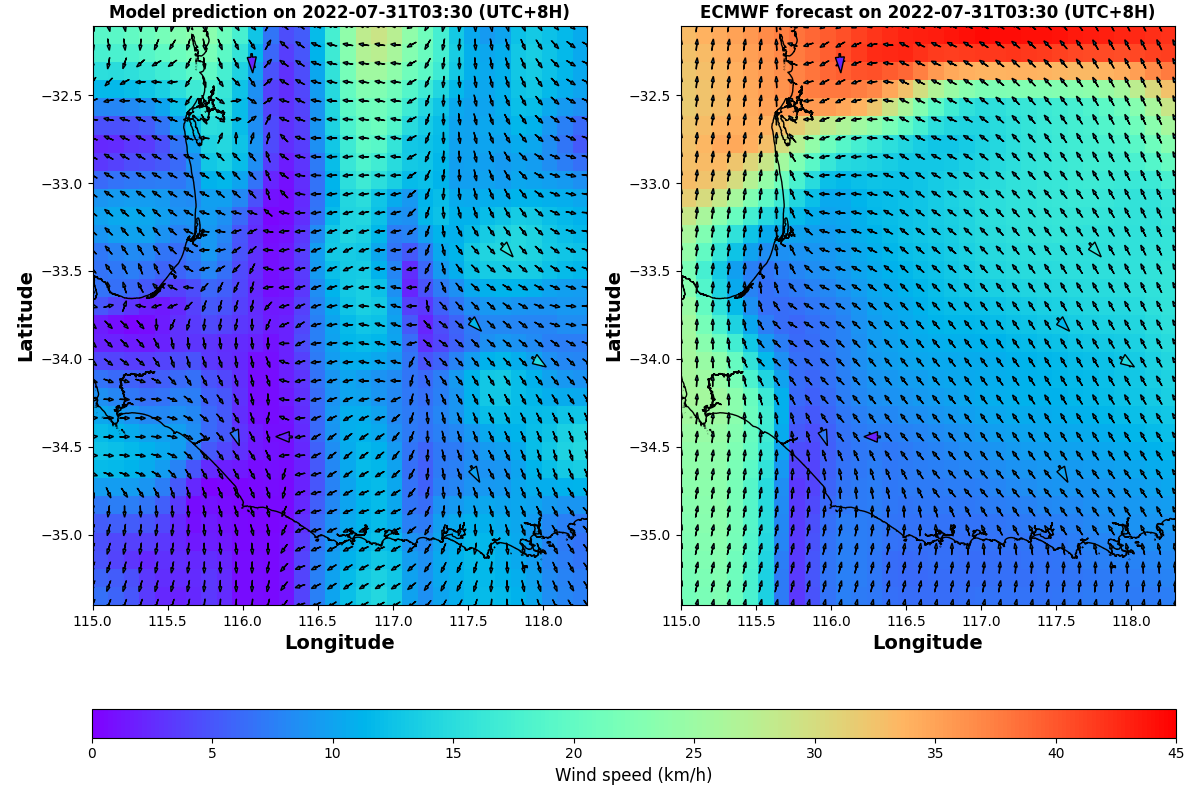 Model prediction on 2022-07-31T03:30 (UTC+8H)
ECMWF forecast on 2022-07-31T03:30 (UTC+8H)
Latitude
−32.5
−33.0
−33.5
−34.0
−34.5
−35.0
115.0 115.5 116.0 116.5 117.0 117.5 118.0
Longitude
Latitude
−32.5
−33.0
−33.5
−34.0
−34.5
−35.0
115.0 115.5 116.0 116.5 117.0 117.5 118.0
Longitude
0 5 10 15 20 25 30 35 40 45
Wind speed (km/h)